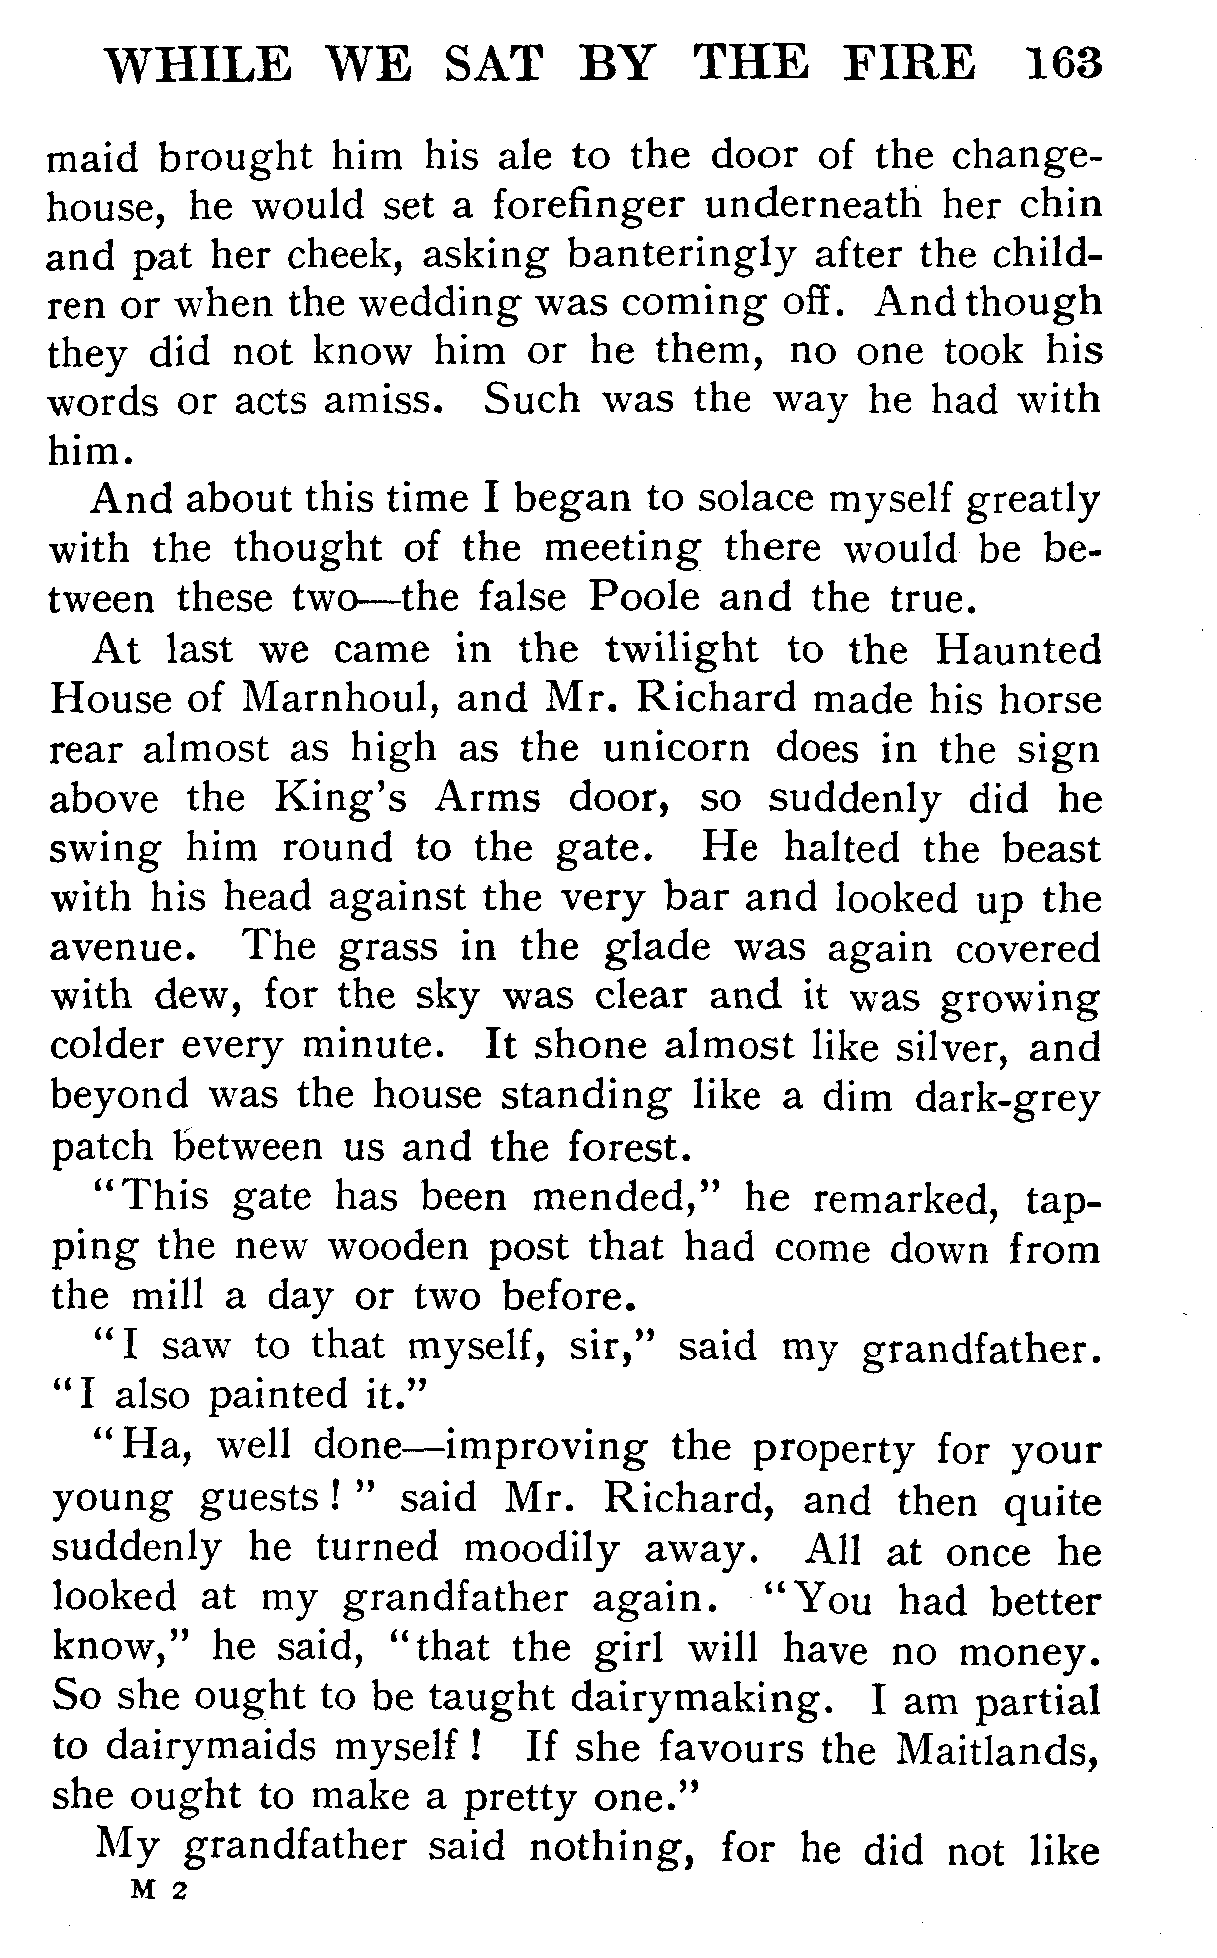 WHILE WE SAT BY THE FIRE 163
maid brought him his ale to the door of the change-
house, he would set a forefinger underneath her chin
and pat her cheek, asking banteringly after the child-
ren or when the wedding was coming off. And though
they did not know him or he them, no one took his
words or acts amiss. Such was the way he had with
him.
And about this time I began to solace myself greatly
with the thought of the meeting there would be be-
tween these two—the false Poole and the true.
At last we came in the twilight to the Haunted
House of Marnhoul, and Mr. Richard made his horse
rear almost as high as the unicorn does in the sign
above the King's Arms door, so suddenly did he
swing him round to the gate. He halted the beast
with his head against the very bar and looked up the
avenue. The grass in the glade was again covered
with dew, for the sky was clear and it was growing
colder every minute. It shone almost like silver, and
beyond was the house standing like a dim dark-grey
patch between us and the forest.
"This gate has been mended," he remarked, tap-
ping the new wooden post that had come down from
the mill a day or two before.
"I saw to that myself, sir," said my grandfather.
"I also painted it."
"Ha, well done—improving the property for your
young guests!" said Mr. Richard, and then quite
suddenly he turned moodily away. All at once he
looked at my grandfather again. "You had better
know," he said, "that the girl will have no money.
So she ought to be taught dairymaking. I am partial
to dairymaids myself! If she favours the Maitlands,
she ought to make a pretty one."
My grandfather said nothing, for he did not like
M 2